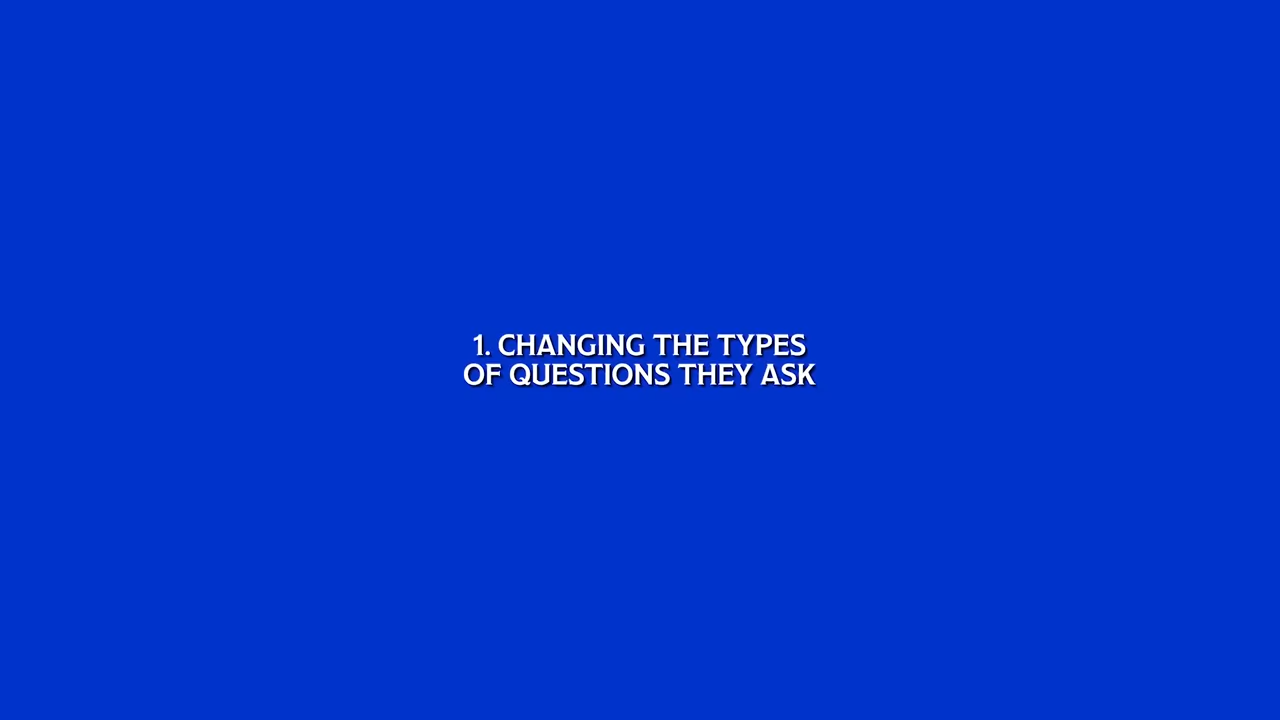 1. CHANGING THE TYPES
OF QUESTIONS THEY ASK